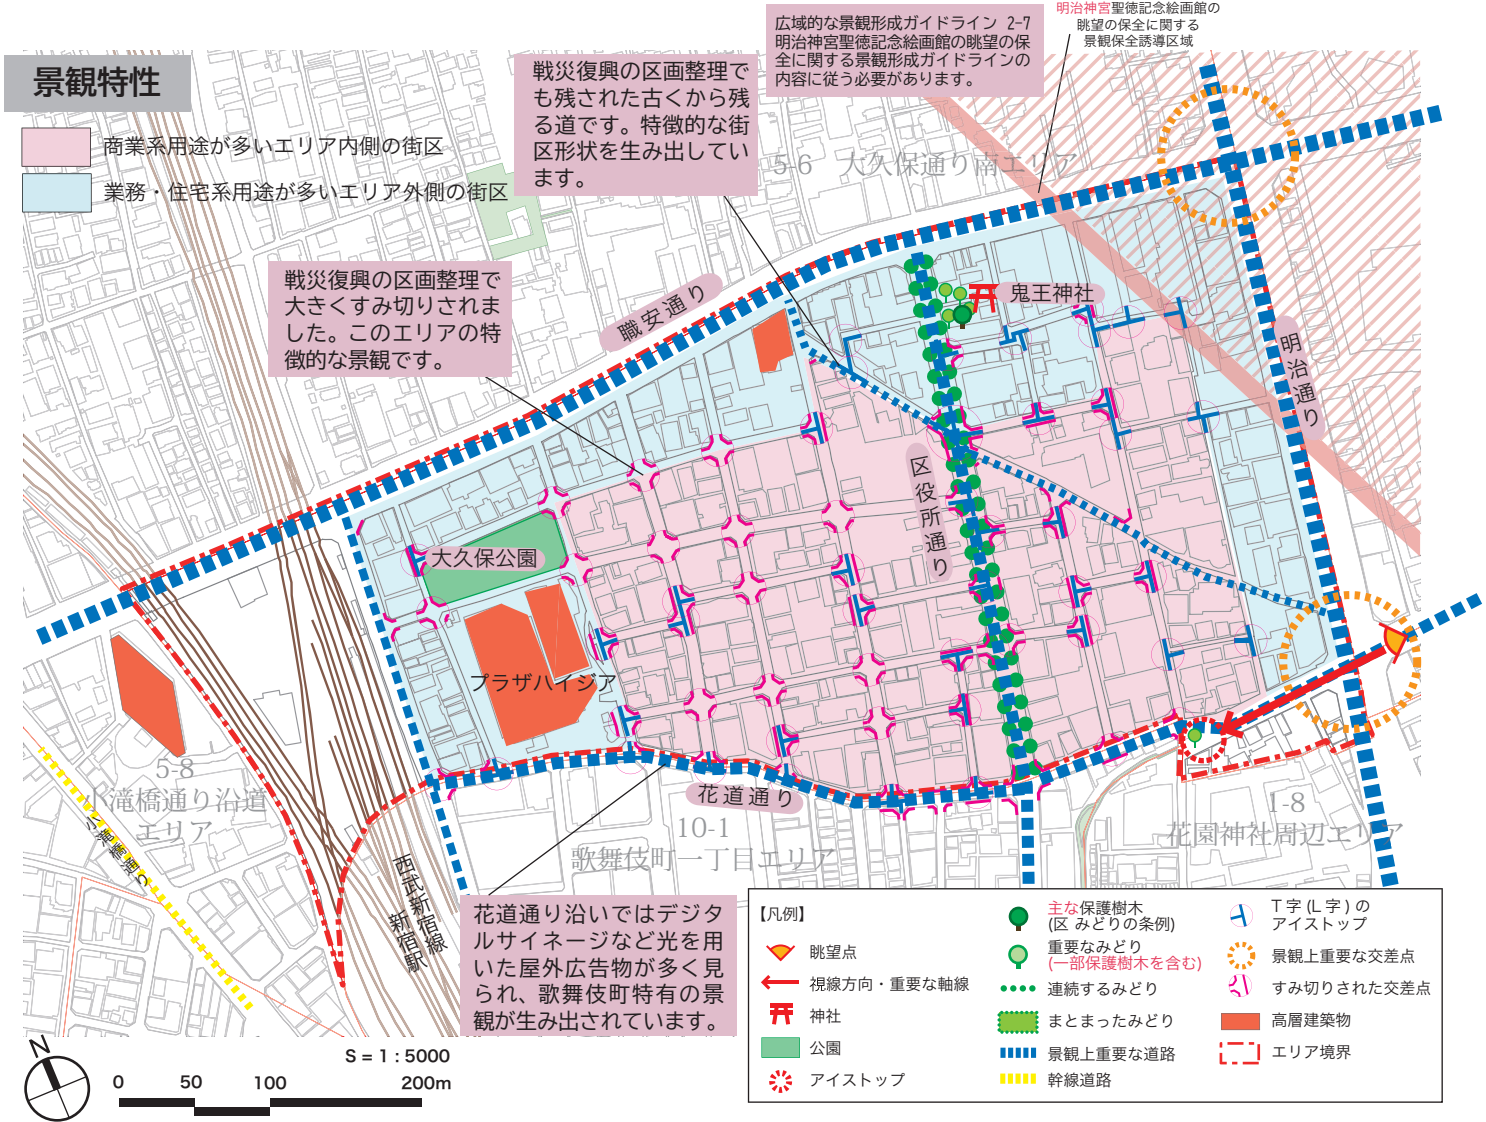 景観特性
商業系用途が多いエリア内側の街区
業務・住宅系用途が多いエリア外側の街区
戦災復興の区画整理で
も残された古くから残
る道です。特徴的な街
区形状を生み出してい
ます。
広域的な景観形成ガイドライン 2-7
明治神宮聖徳記念絵画館の眺望の保
全に関する景観形成ガイドラインの
内容に従う必要があります。
明治神宮聖徳記念絵画館の
眺望の保全に関する
景観保全誘導区域
5-6 大久保通り南エリア
戦災復興の区画整理で
大きくすみ切りされま
した。このエリアの特
徴的な景観です。
職安通り
鬼王神社
明治通り
区役所通り
大久保公園
プラザハイジア
花道通り
5-8
小滝橋通り沿道
エリア
小滝橋通り
10-1
歌舞伎町一丁目エリア
1-8
花園神社周辺エリア
西武新宿線
新宿駅
花道通り沿いではデジタ
ルサイネージなど光を用
いた屋外広告物が多く見
られ、歌舞伎町特有の景
観が生み出されています。
【凡例】
眺望点
視線方向・重要な軸線
神社
公園
アイストップ
主な保護樹木
(区 みどりの条例)
重要なみどり
(一部保護樹木を含む)
連続するみどり
まとまったみどり
景観上重要な道路
幹線道路
T字(L字)の
アイストップ
景観上重要な交差点
すみ切りされた交差点
高層建築物
エリア境界
N
S = 1 : 5000
0 50 100 200m